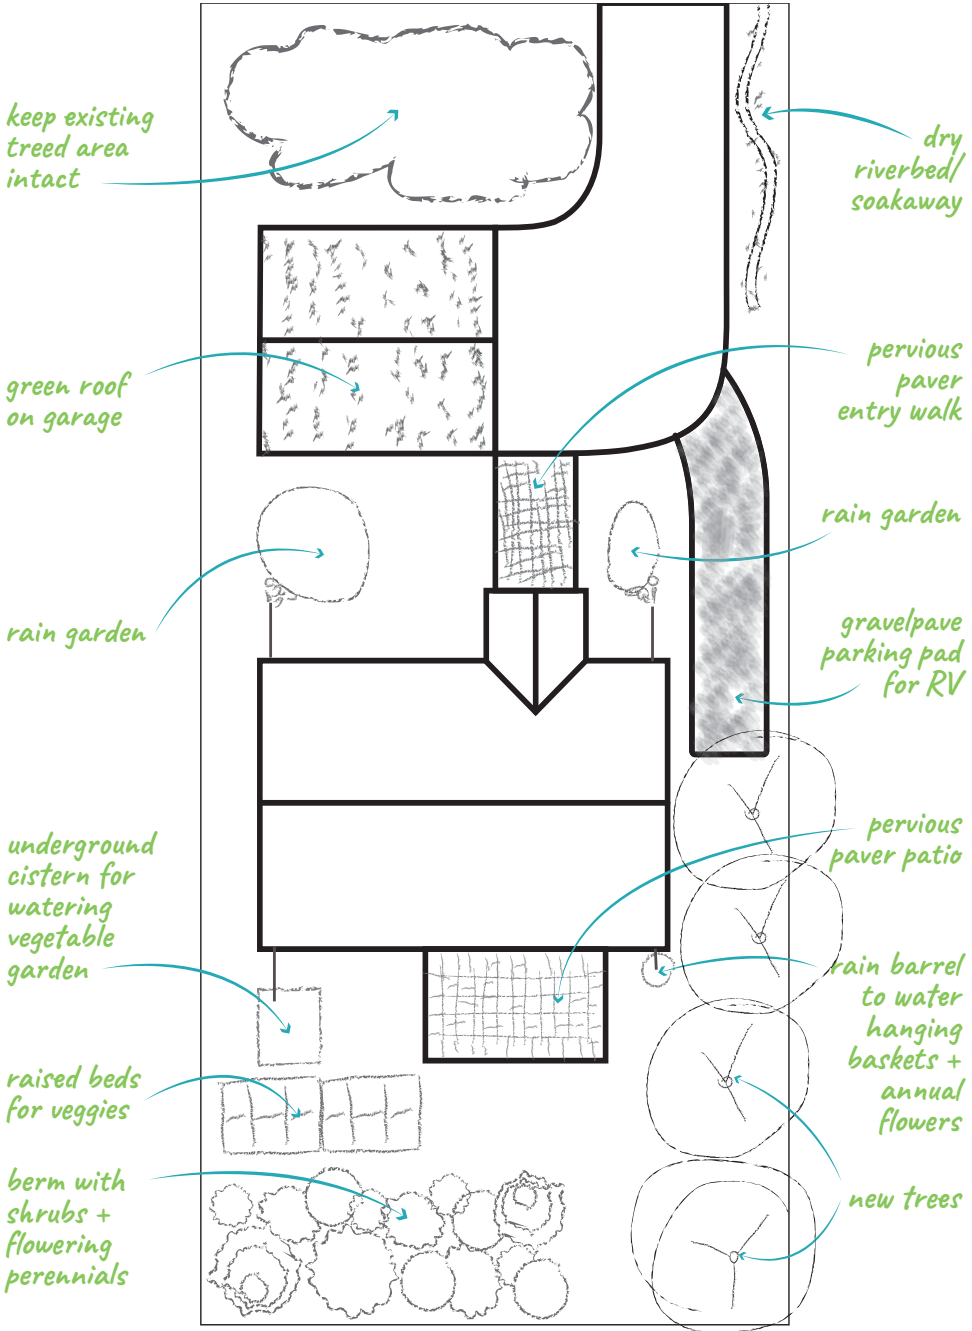 keep existing
treed area
intact
dry
riverbed/
soakaway
green roof
on garage
pervious
paver
entry walk
rain garden
rain garden
gravelpave
parking pad
for RV
pervious
paver patio
underground
cistern for
watering
vegetable
garden
rain barrel
to water
hanging
baskets +
annual
flowers
raised beds
for veggies
berm with
shrubs +
flowering
perennials
new trees